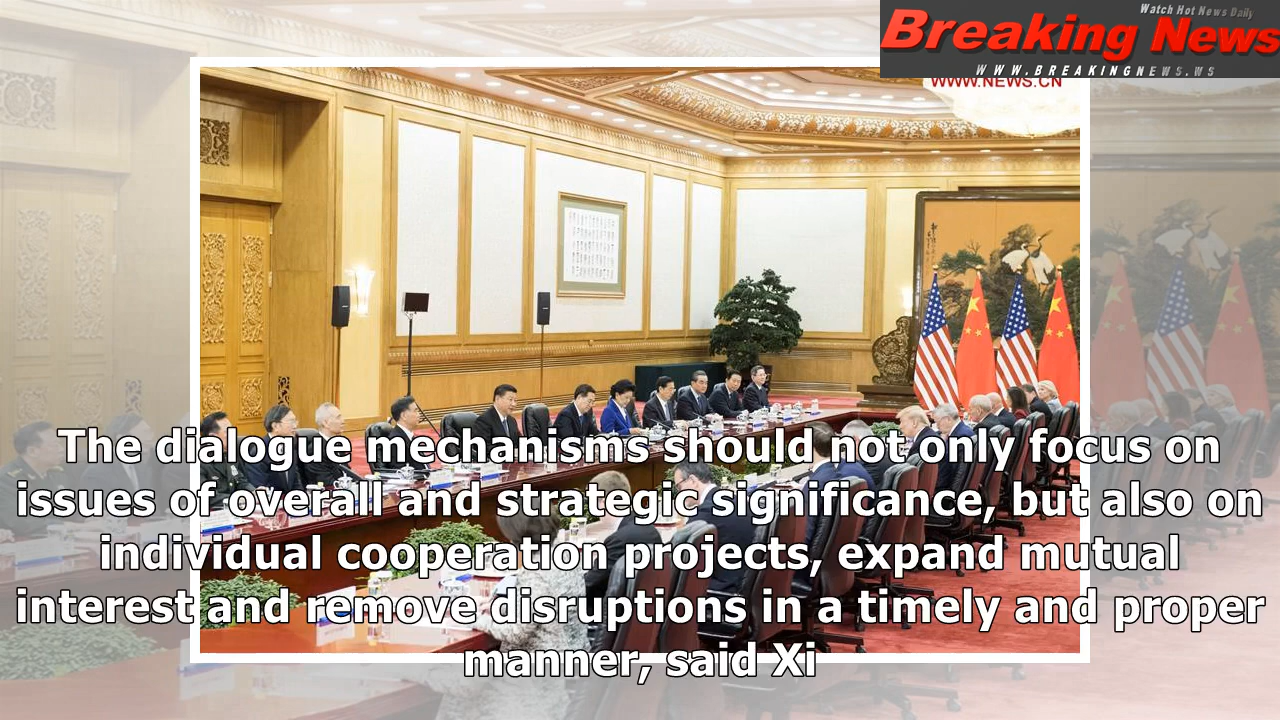 Watch Hot News Daily
Breaking News
WWW.BREAKINGNEWS.WS
WWW.NEWS.CN
The dialogue mechanisms should not only focus on
issues of overall and strategic significance, but also on
individual cooperation projects, expand mutual
interest and remove disruptions in a timely and proper
manner, said Xi